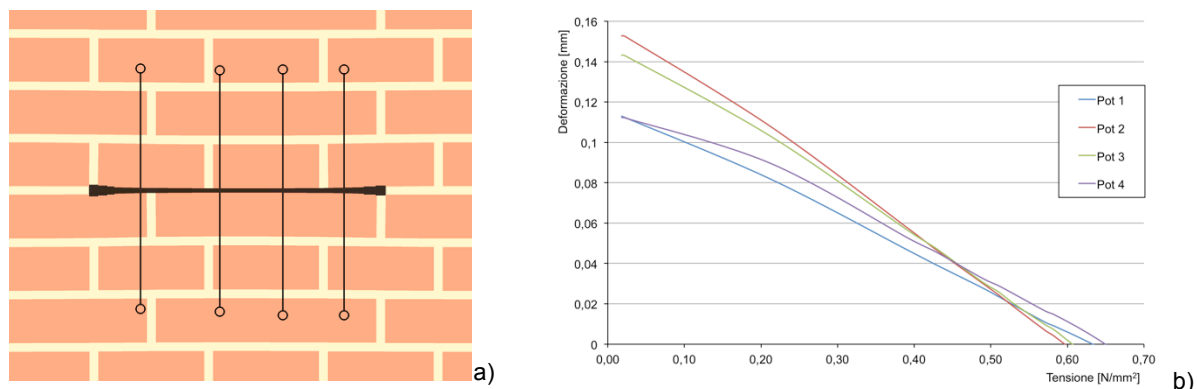 a)
Deformazione [mm]
0,16
0,14
0,12
0,1
0,08
0,06
0,04
0,02
0
0,00 0,10 0,20 0,30 0,40 0,50 0,60 0,70
Tensione [N/mm²]
Pot 1
Pot 2
Pot 3
Pot 4
b)